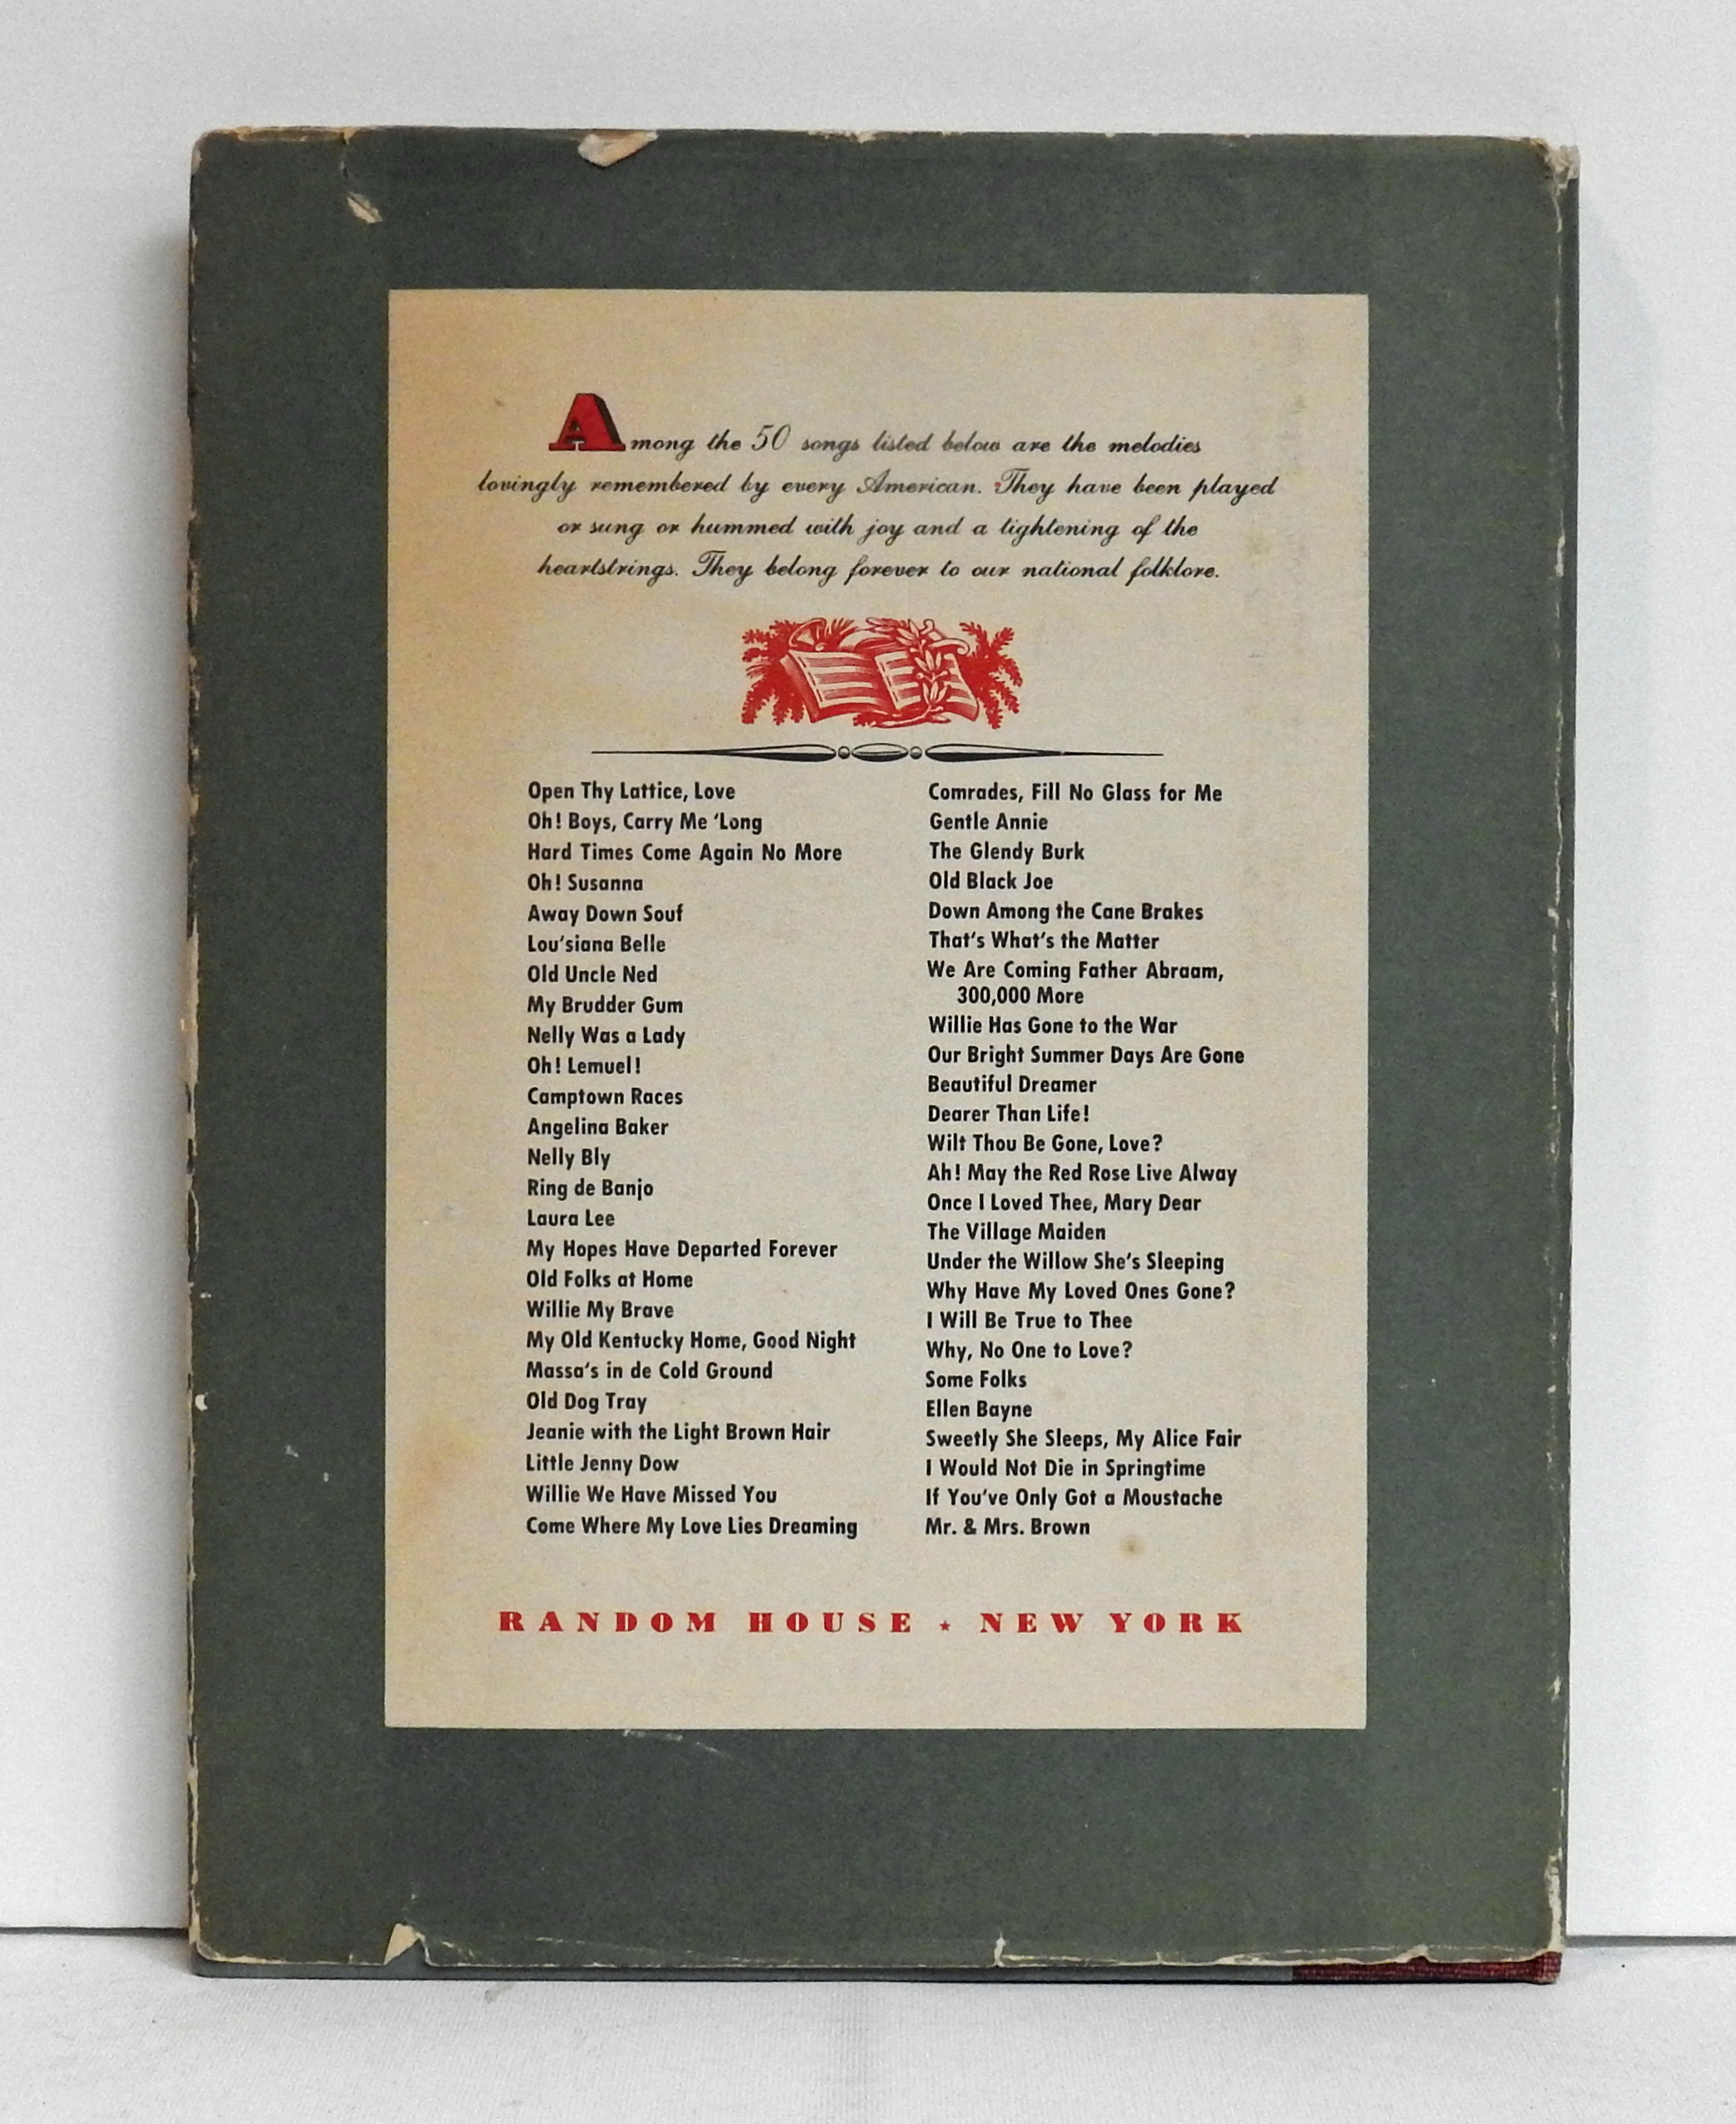 Among the 50 songs listed below are the melodies
lovingly remembered by every American. They have been played
or sung or hummed with joy and a tightening of the
heartstrings. They belong forever to our national folklore.
Open Thy Lattice, Love
Oh! Boys, Carry Me ‘Long
Hard Times Come Again No More
Oh! Susanna
Away Down Souf
Lou’siana Belle
Old Uncle Ned
My Brudder Gum
Nelly Was a Lady
Oh! Lemuel!
Camptown Races
Angelina Baker
Nelly Bly
Ring de Banjo
Laura Lee
My Hopes Have Departed Forever
Old Folks at Home
Willie My Brave
My Old Kentucky Home, Good Night
Massa’s in de Cold Ground
Old Dog Tray
Jeanie with the Light Brown Hair
Little Jenny Dow
Willie We Have Missed You
Come Where My Love Lies Dreaming
Comrades, Fill No Glass for Me
Gentle Annie
The Glendy Burk
Old Black Joe
Down Among the Cane Brakes
That’s What’s the Matter
We Are Coming Father Abraam,
300,000 More
Willie Has Gone to the War
Our Bright Summer Days Are Gone
Beautiful Dreamer
Dearer Than Life!
Wilt Thou Be Gone, Love?
Ah! May the Red Rose Live Alway
Once I Loved Thee, Mary Dear
The Village Maiden
Under the Willow She’s Sleeping
Why Have My Loved Ones Gone?
I Will Be True to Thee
Why, No One to Love?
Some Folks
Ellen Bayne
Sweetly She Sleeps, My Alice Fair
I Would Not Die in Springtime
If You’ve Only Got a Moustache
Mr. & Mrs. Brown
RANDOM HOUSE ★ NEW YORK